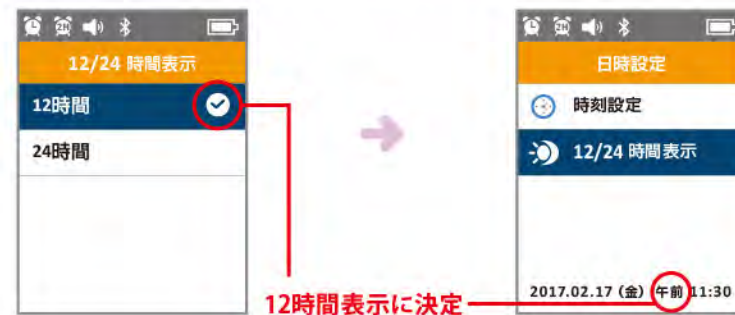 2H
12/24 時間表示
12時間
24時間
12時間表示に決定
2H
日時設定
時刻設定
12/24 時間表示
2017.02.17 (金) 午前 11:30